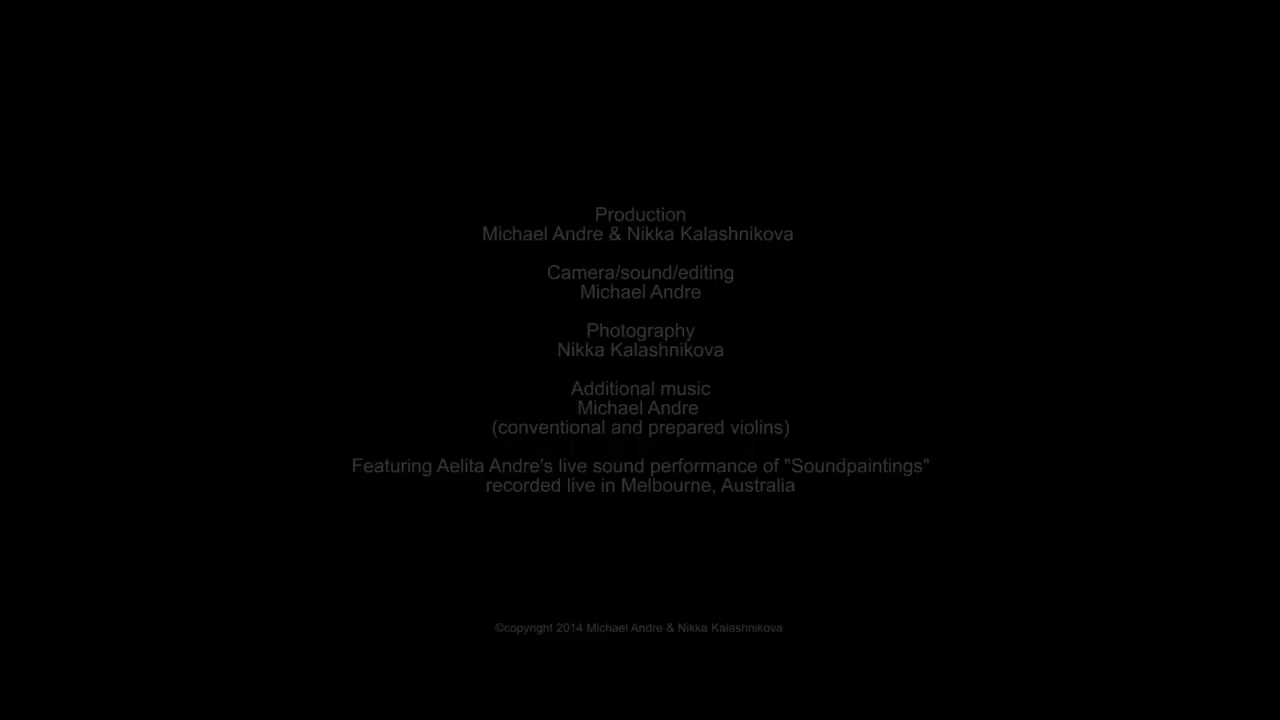 Production
Michael Andre & Nikka Kalashnikova
Camera/sound/editing
Michael Andre
Photography
Nikka Kalashnikova
Additional music
Michael Andre
(conventional and prepared violins)
Featuring Aelita Andre's live sound performance of "Soundpaintings"
recorded live in Melbourne, Australia
©copyright 2014 Michael Andre & Nikka Kalashnikova